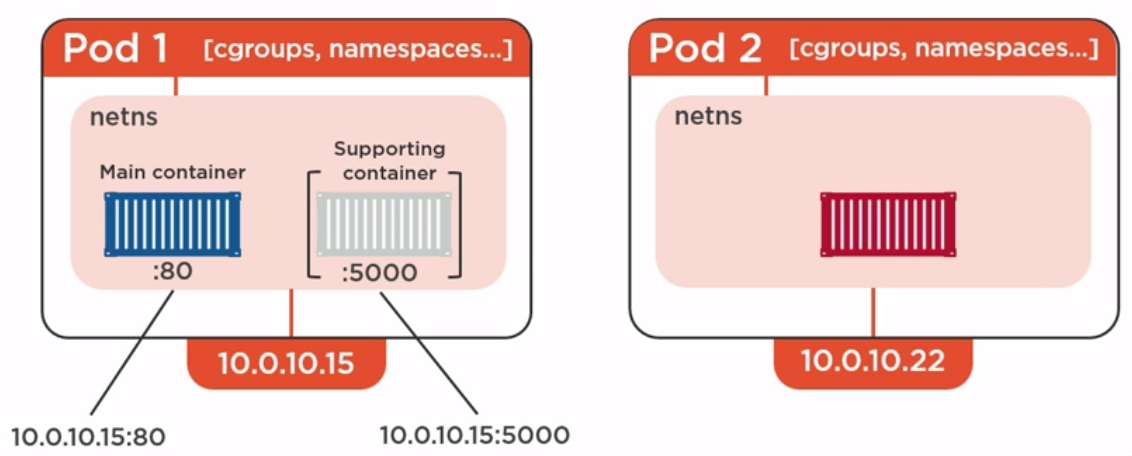 Pod 1 [cgroups, namespaces...]
netns
Main container
Supporting
container
:80
:5000
10.0.10.15
10.0.10.15:80
10.0.10.15:5000
Pod 2 [cgroups, namespaces...]
netns
10.0.10.22